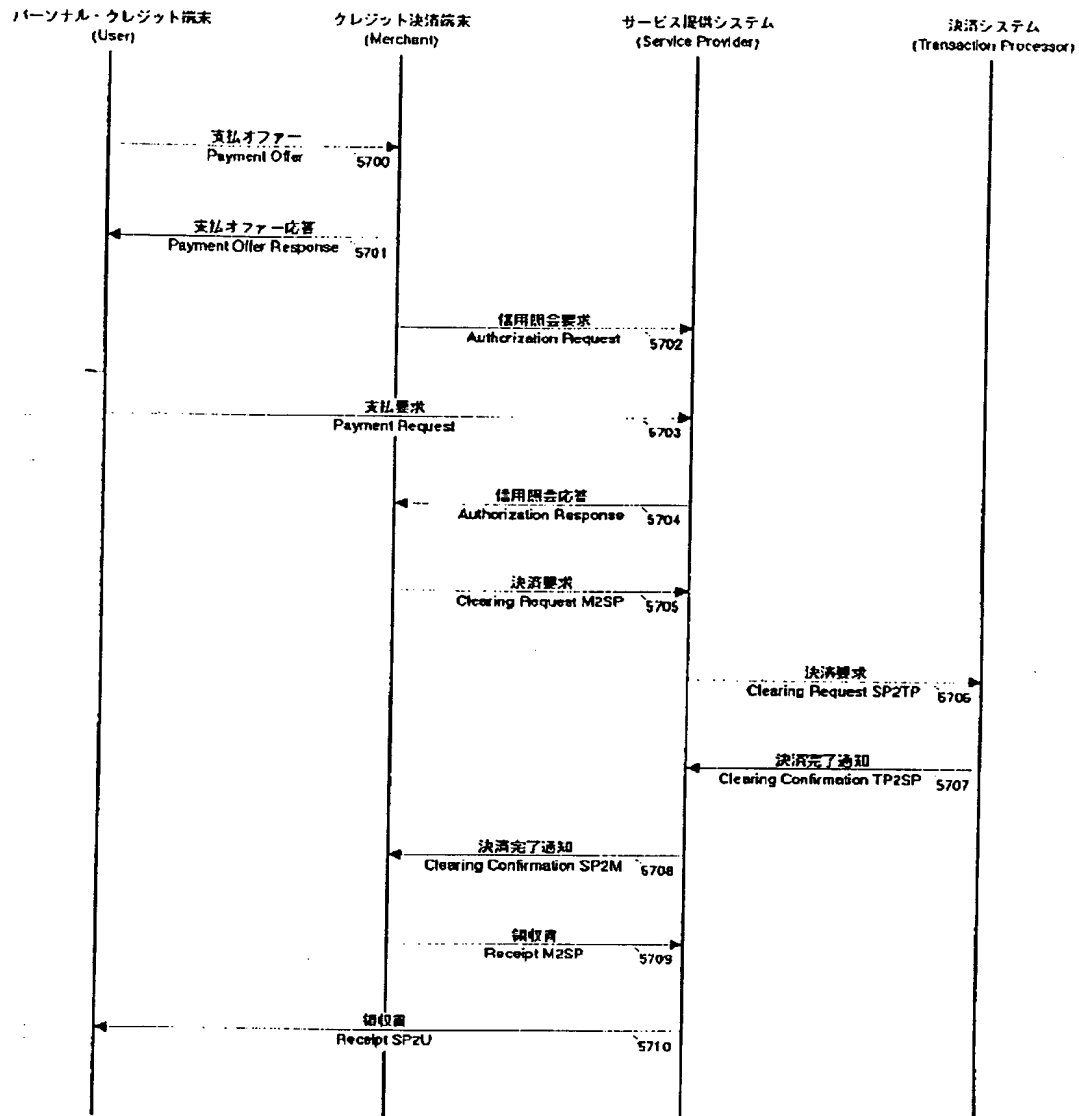 パーソナル・クレジット端末
(User)
クレジット決済端末
(Merchant)
サービス提供システム
(Service Provider)
決済システム
(Transaction Processor)
支払オファー
Payment Offer
5700
支払オファー応答
Payment Offer Response
5701
信用照会要求
Authorization Request
5702
支払要求
Payment Request
5703
信用照会応答
Authorization Response
5704
決済要求
Clearing Request M2SP
5705
決済要求
Clearing Request SP2TP
5706
決済完了通知
Clearing Confirmation TP2SP
5707
決済完了通知
Clearing Confirmation SP2M
5708
領収書
Receipt M2SP
5709
領収書
Receipt SP2U
5710